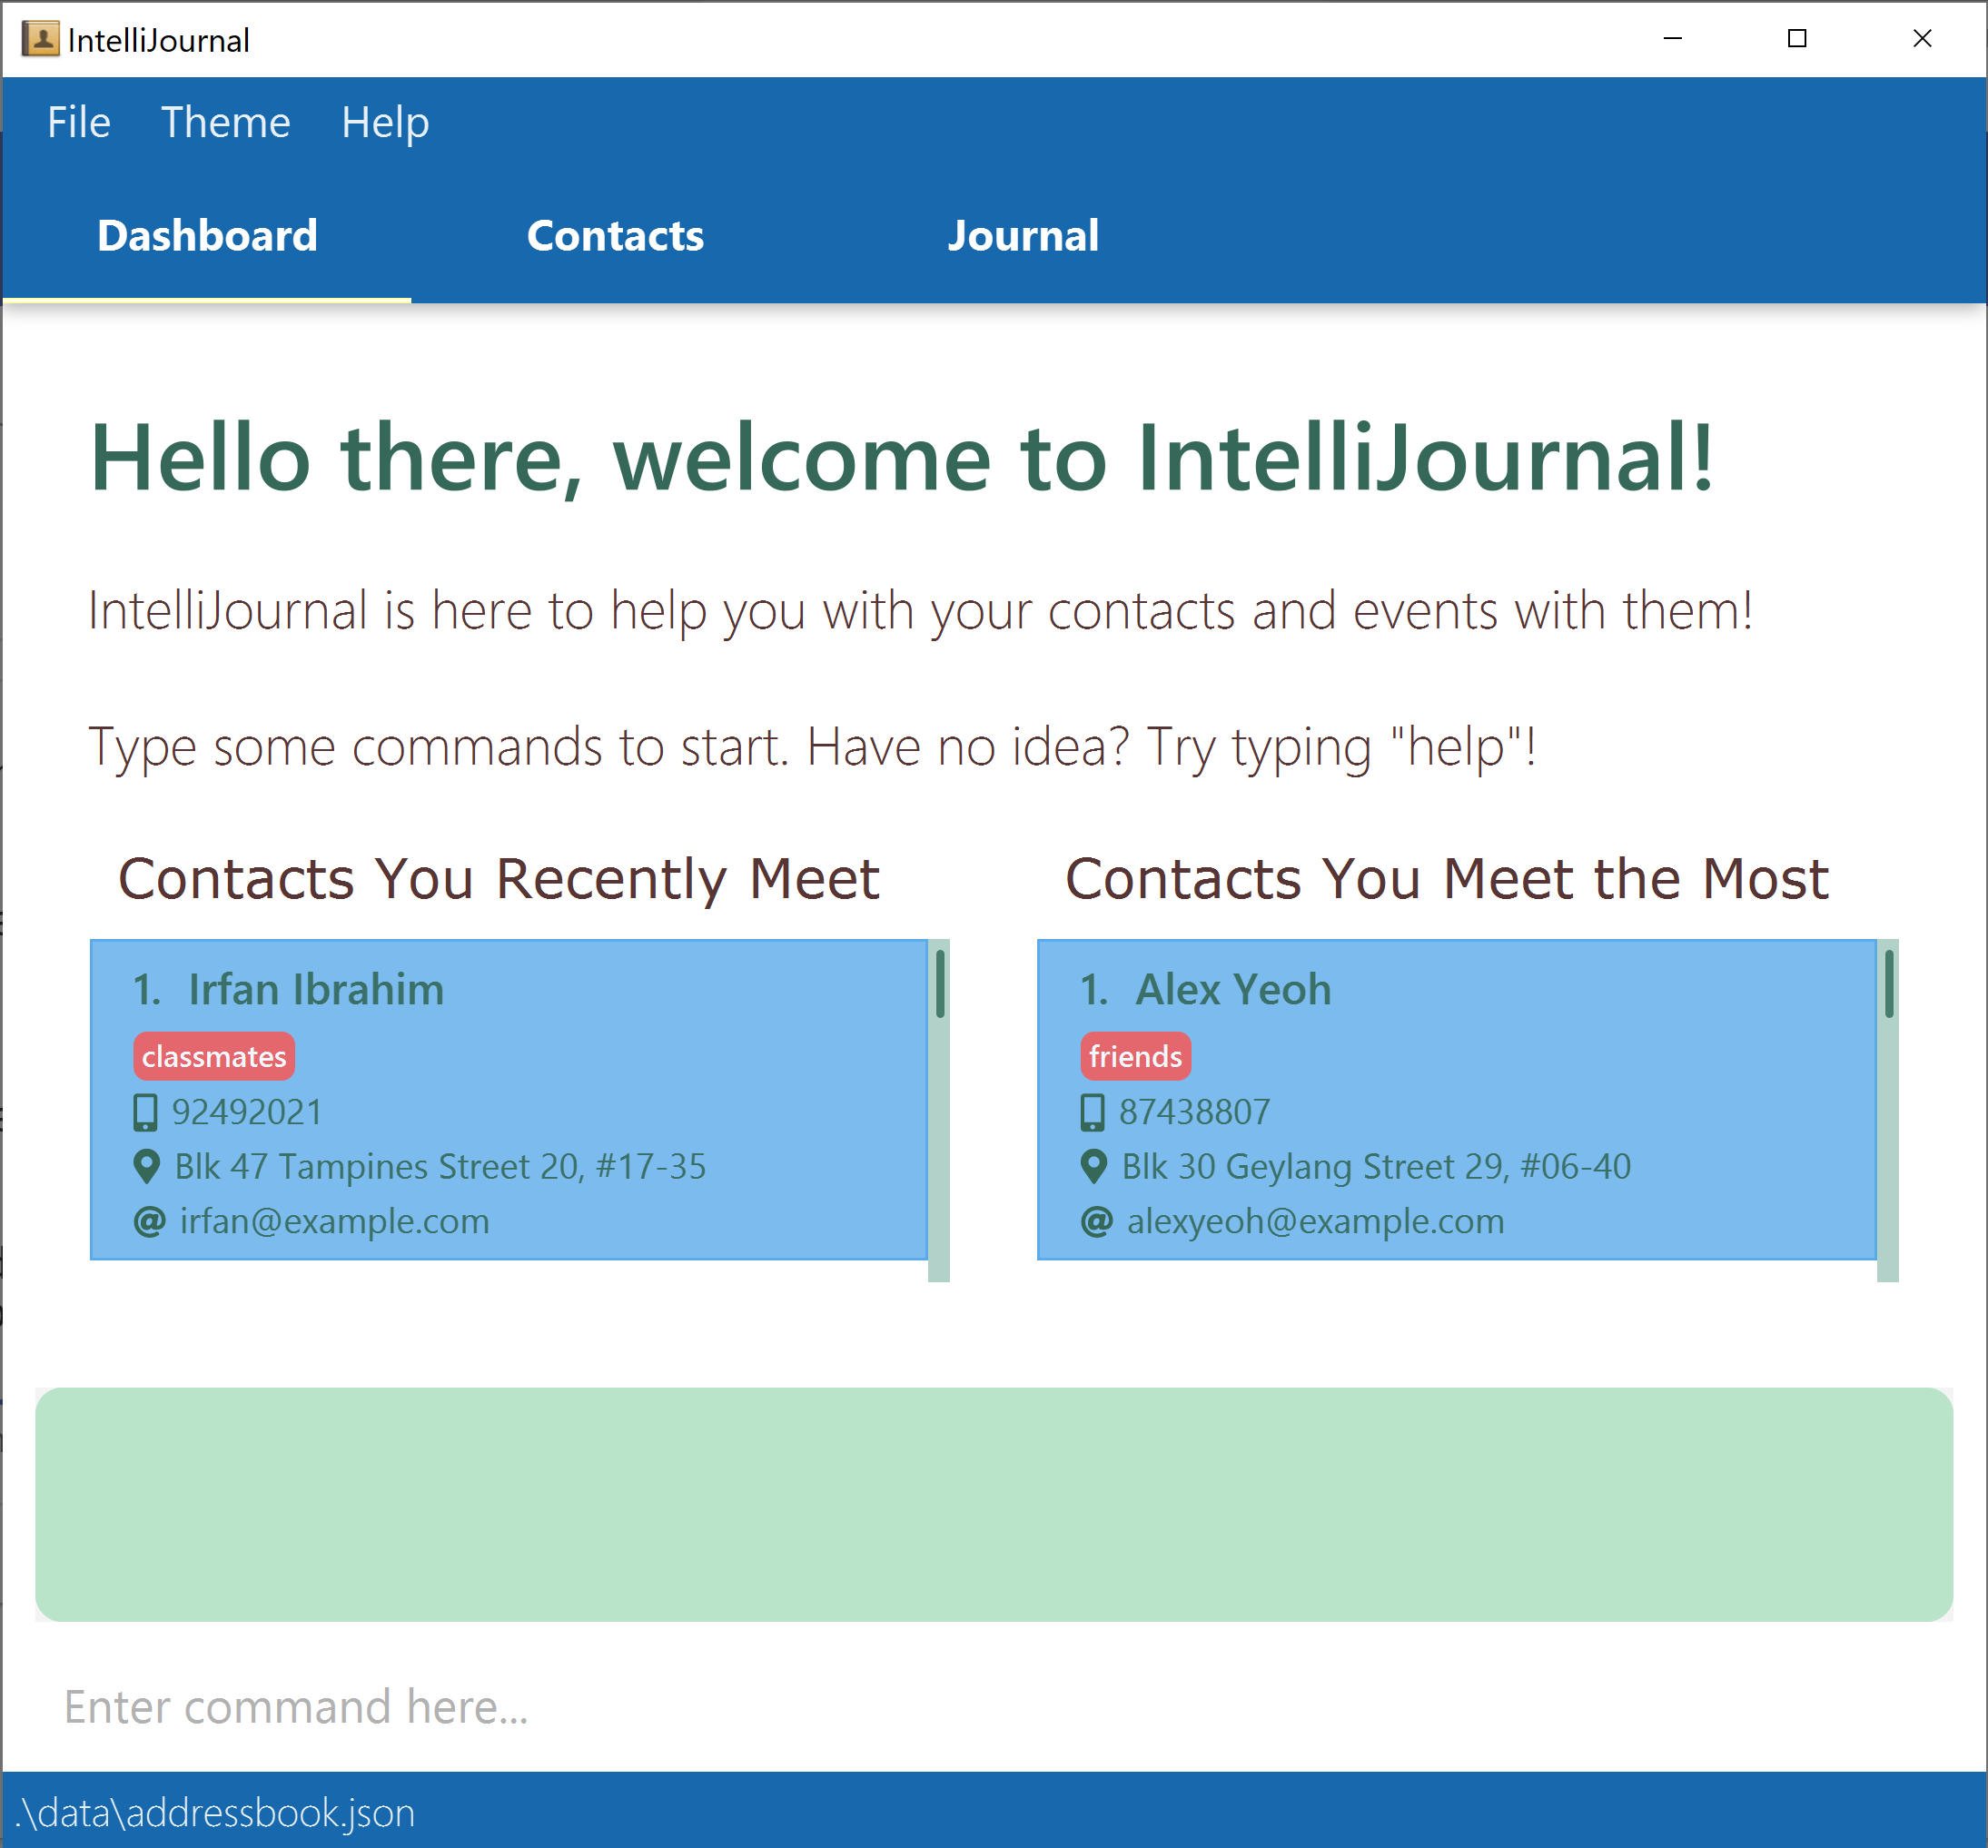 IntelliJournal
File Theme Help
Dashboard Contacts Journal
Hello there, welcome to IntelliJournal!
IntelliJournal is here to help you with your contacts and events with them!
Type some commands to start. Have no idea? Try typing "help"!
Contacts You Recently Meet
1. Irfan Ibrahim
classmates
92492021
Blk 47 Tampines Street 20, #17-35
@ irfan@example.com
Contacts You Meet the Most
1. Alex Yeoh
friends
87438807
Blk 30 Geylang Street 29, #06-40
@ alexyeoh@example.com
Enter command here...
.\data\addressbook.json